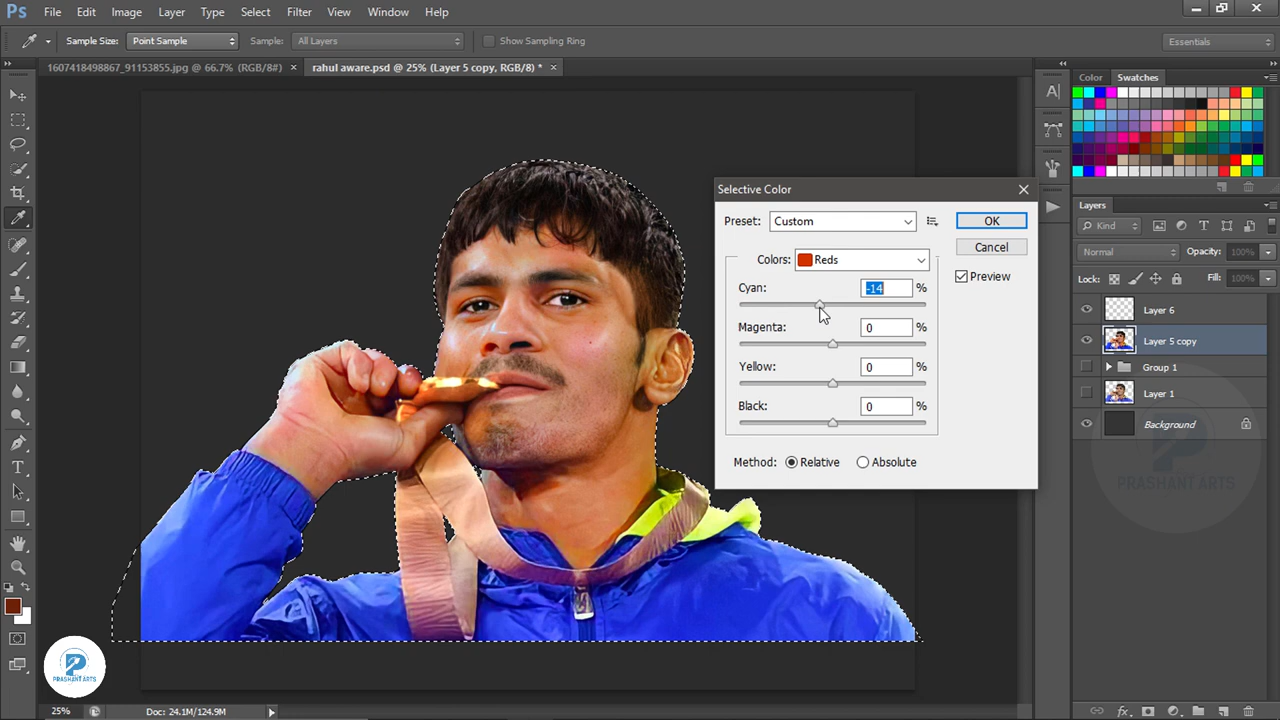 Ps File Edit Image Layer Type Select Filter View Window Help
Sample Size: Point Sample Sample: All Layers Show Sampling Ring Essentials
1607418498867_91153855.jpg @ 66.7% (RGB/8#) × rahul aware.psd @ 25% (Layer 5 copy, RGB/8) * ×
Color Swatches
Selective Color
Preset: Custom OK
Cancel
Colors: Reds
Preview
Cyan: -14 %
Magenta: 0 %
Yellow: 0 %
Black: 0 %
Method: Relative Absolute
Layers
Kind
Normal Opacity: 100%
Lock: Fill: 100%
Layer 6
Layer 5 copy
Group 1
Layer 1
Background
PRASHANT ARTS
PRASHANT ARTS
25% Doc: 24.1M/124.9M